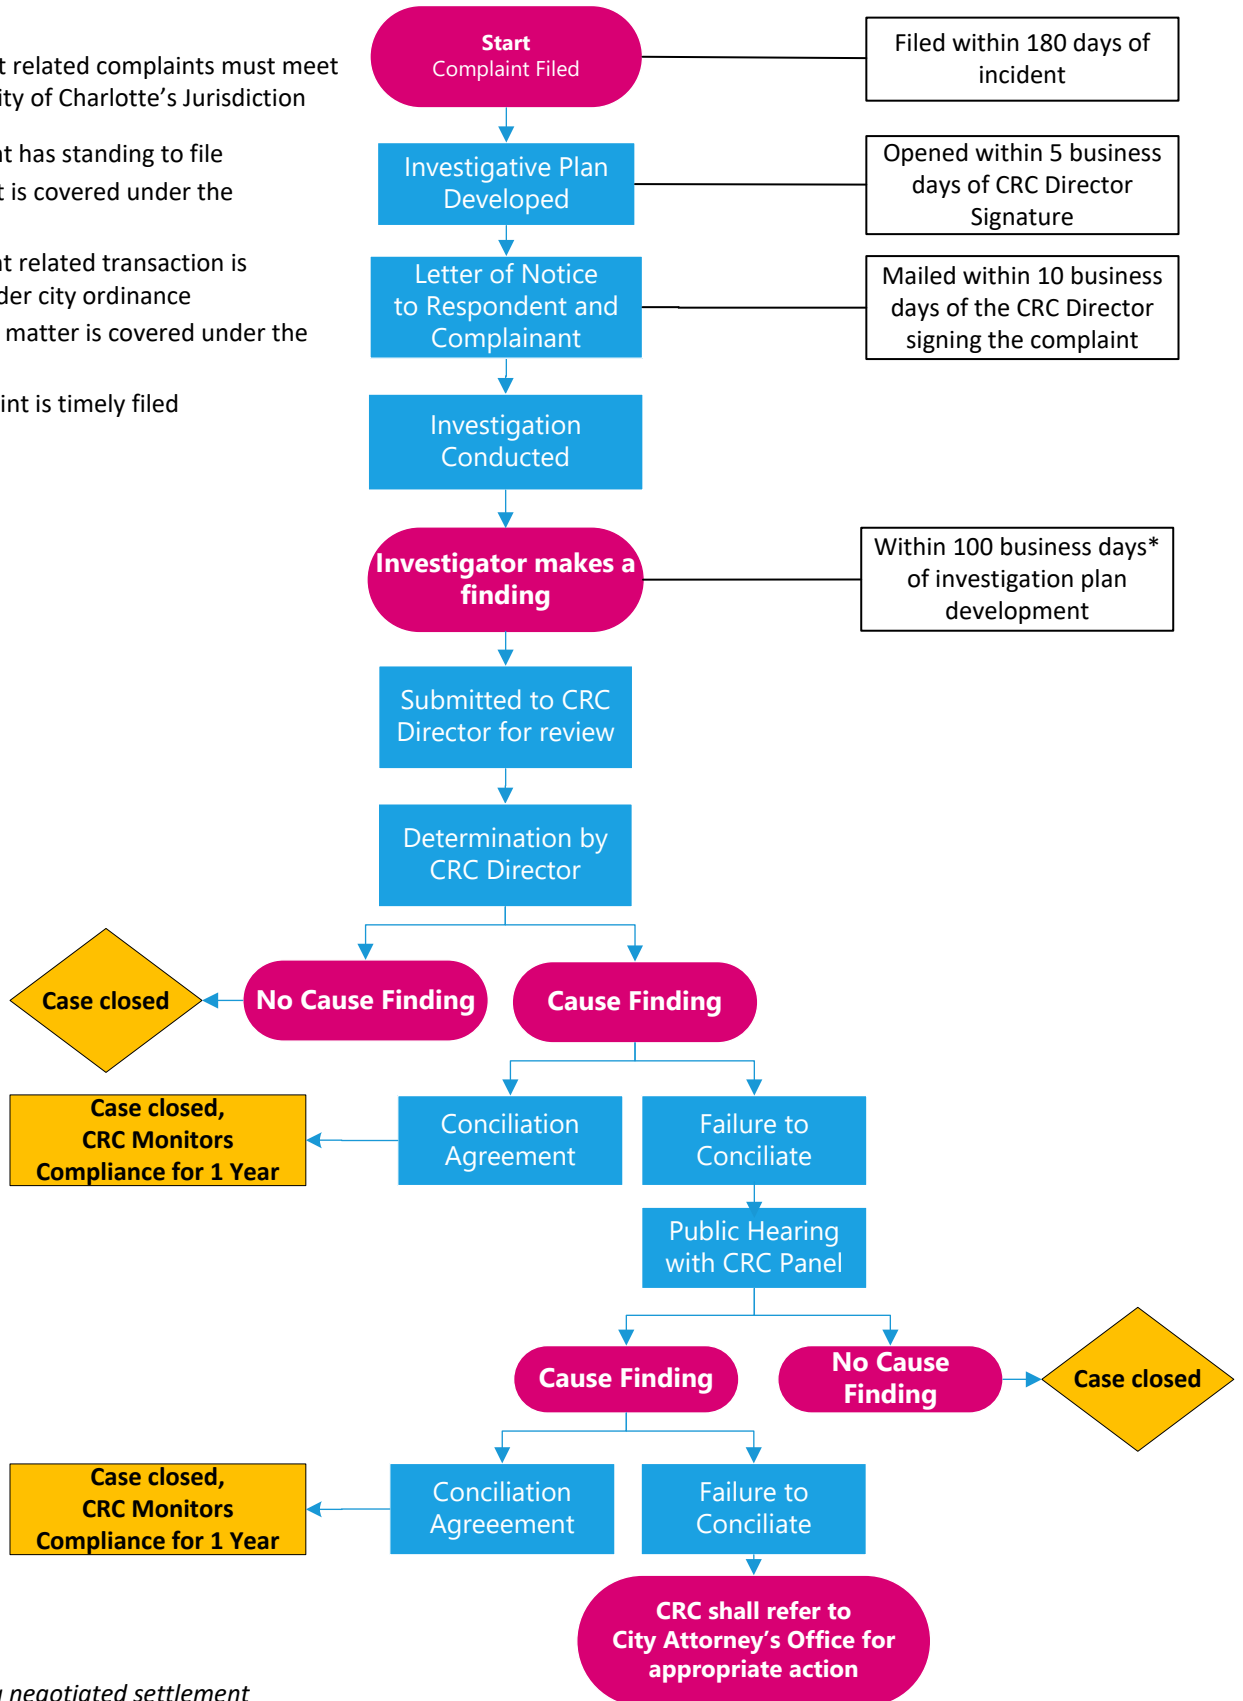 Start
Complaint Filed
Filed within 180 days of
incident
t related complaints must meet
ity of Charlotte's Jurisdiction
nt has standing to file
t is covered under the
nt related transaction is
der city ordinance
matter is covered under the
int is timely filed
Investigative Plan
Developed
Opened within 5 business
days of CRC Director
Signature
Letter of Notice
to Respondent and
Complainant
Mailed within 10 business
days of the CRC Director
signing the complaint
Investigation
Conducted
Investigator makes a
finding
Within 100 business days*
of investigation plan
development
Submitted to CRC
Director for review
Determination by
CRC Director
Case closed
No Cause Finding
Cause Finding
Case closed,
CRC Monitors
Compliance for 1 Year
Conciliation
Agreement
Failure to
Conciliate
Public Hearing
with CRC Panel
Cause Finding
No Cause
Finding
Case closed
Case closed,
CRC Monitors
Compliance for 1 Year
Conciliation
Agreeement
Failure to
Conciliate
CRC shall refer to
City Attorney's Office for
appropriate action
negotiated settlement